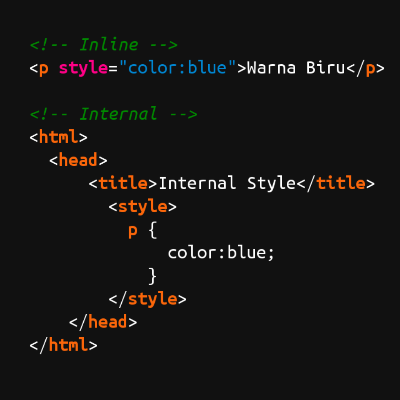 <!-- Inline -->
<p style="color:blue">Warna Biru</p>
<!-- Internal -->
<html>
<head>
<title>Internal Style</title>
<style>
p {
color:blue;
}
</style>
</head>
</html>